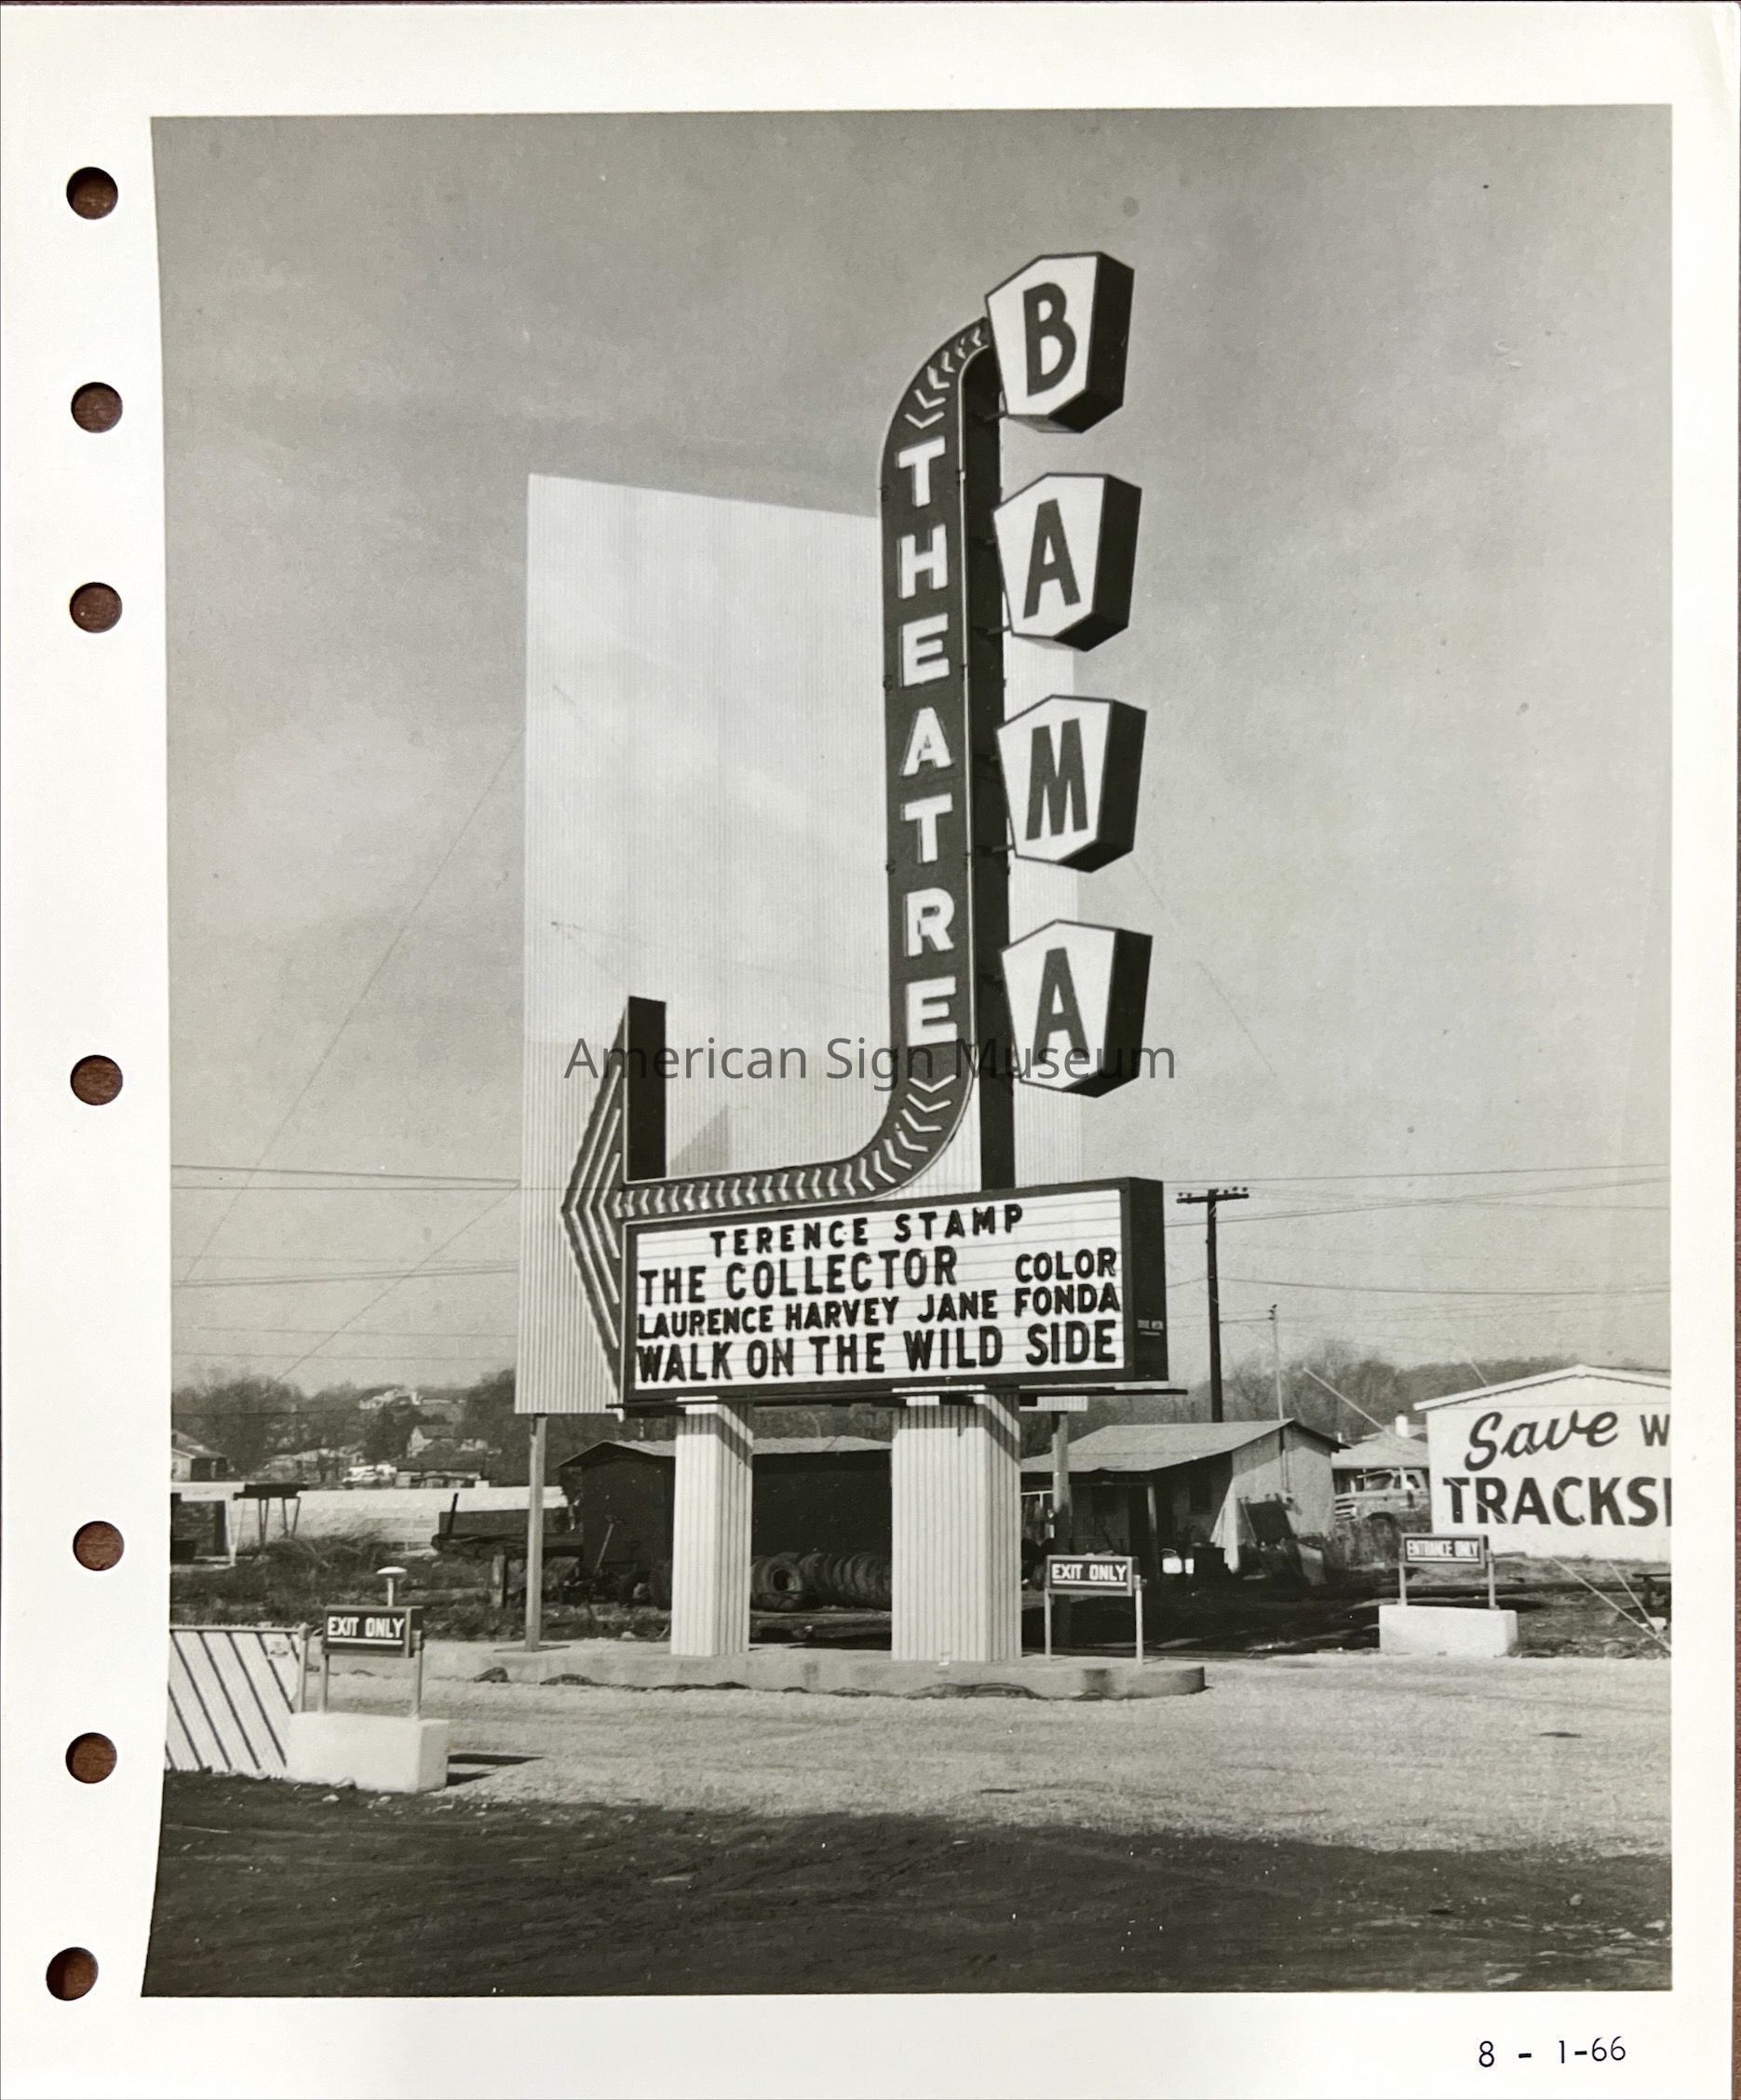 BAMA
THEATRE
TERENCE STAMP
THE COLLECTOR COLOR
LAURENCE HARVEY JANE FONDA
WALK ON THE WILD SIDE
Save W
TRACKS
ENTRANCE ONLY
EXIT ONLY
EXIT ONLY
American Sign Museum
8 - 1-66